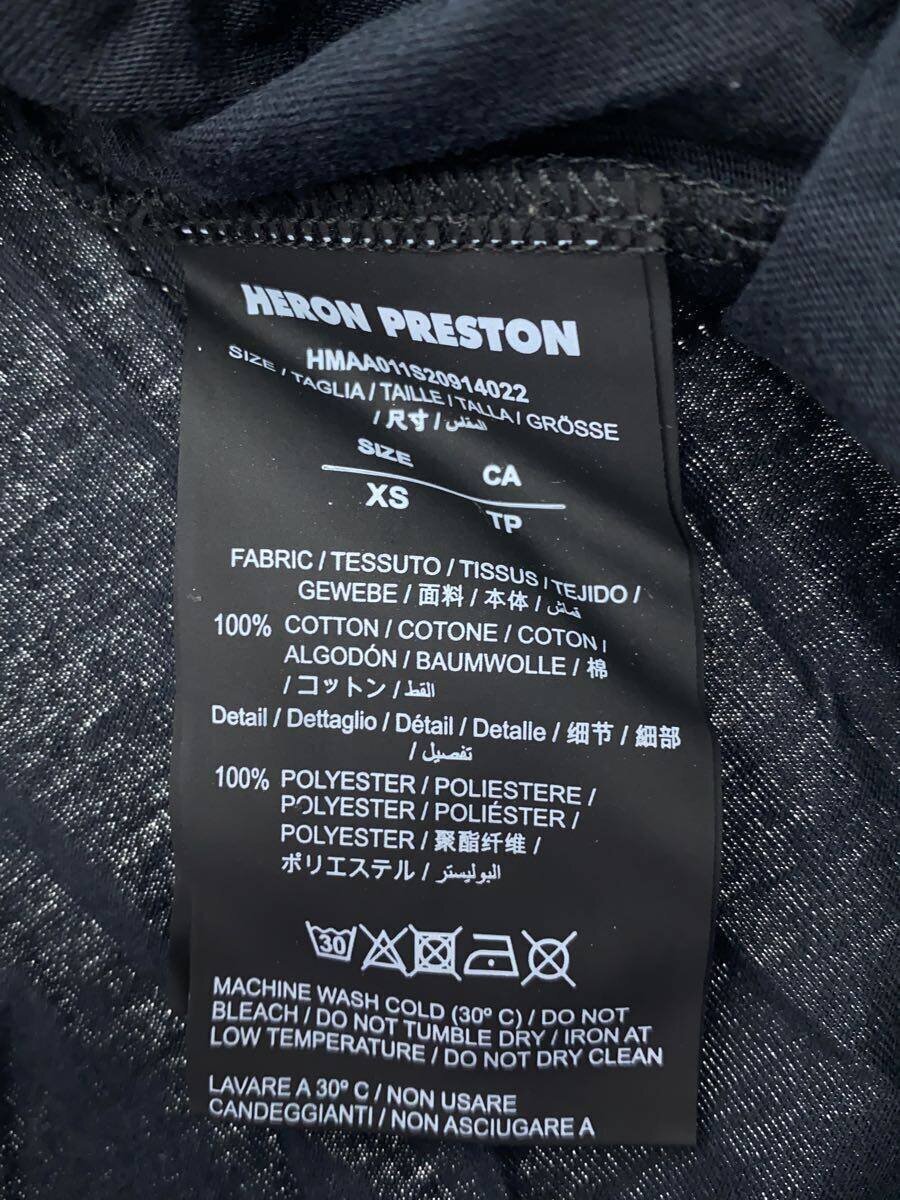 HERON PRESTON
HMAA011S20914022
SIZE / TAGLIA / TAILLE / TALLA / GRÖSSE
/ 尺寸 / المقاس
SIZE CA
XS TP
FABRIC / TESSUTO / TISSUS / TEJIDO /
GEWEBE / 面料 / 本体 / قماش
100% COTTON / COTONE / COTON /
ALGODÓN / BAUMWOLLE / 棉
/ コットン / القط
Detail / Dettaglio / Détail / Detalle / 细节 / 細部
/ تفصيل
100% POLYESTER / POLIESTERE /
POLYESTER / POLIÉSTER /
POLYESTER / 聚酯纤维 /
ポリエステル / البوليستر
30
MACHINE WASH COLD (30º C) / DO NOT
BLEACH / DO NOT TUMBLE DRY / IRON AT
LOW TEMPERATURE / DO NOT DRY CLEAN
LAVARE A 30º C / NON USARE
CANDEGGIANTI / NON ASCIUGARE A